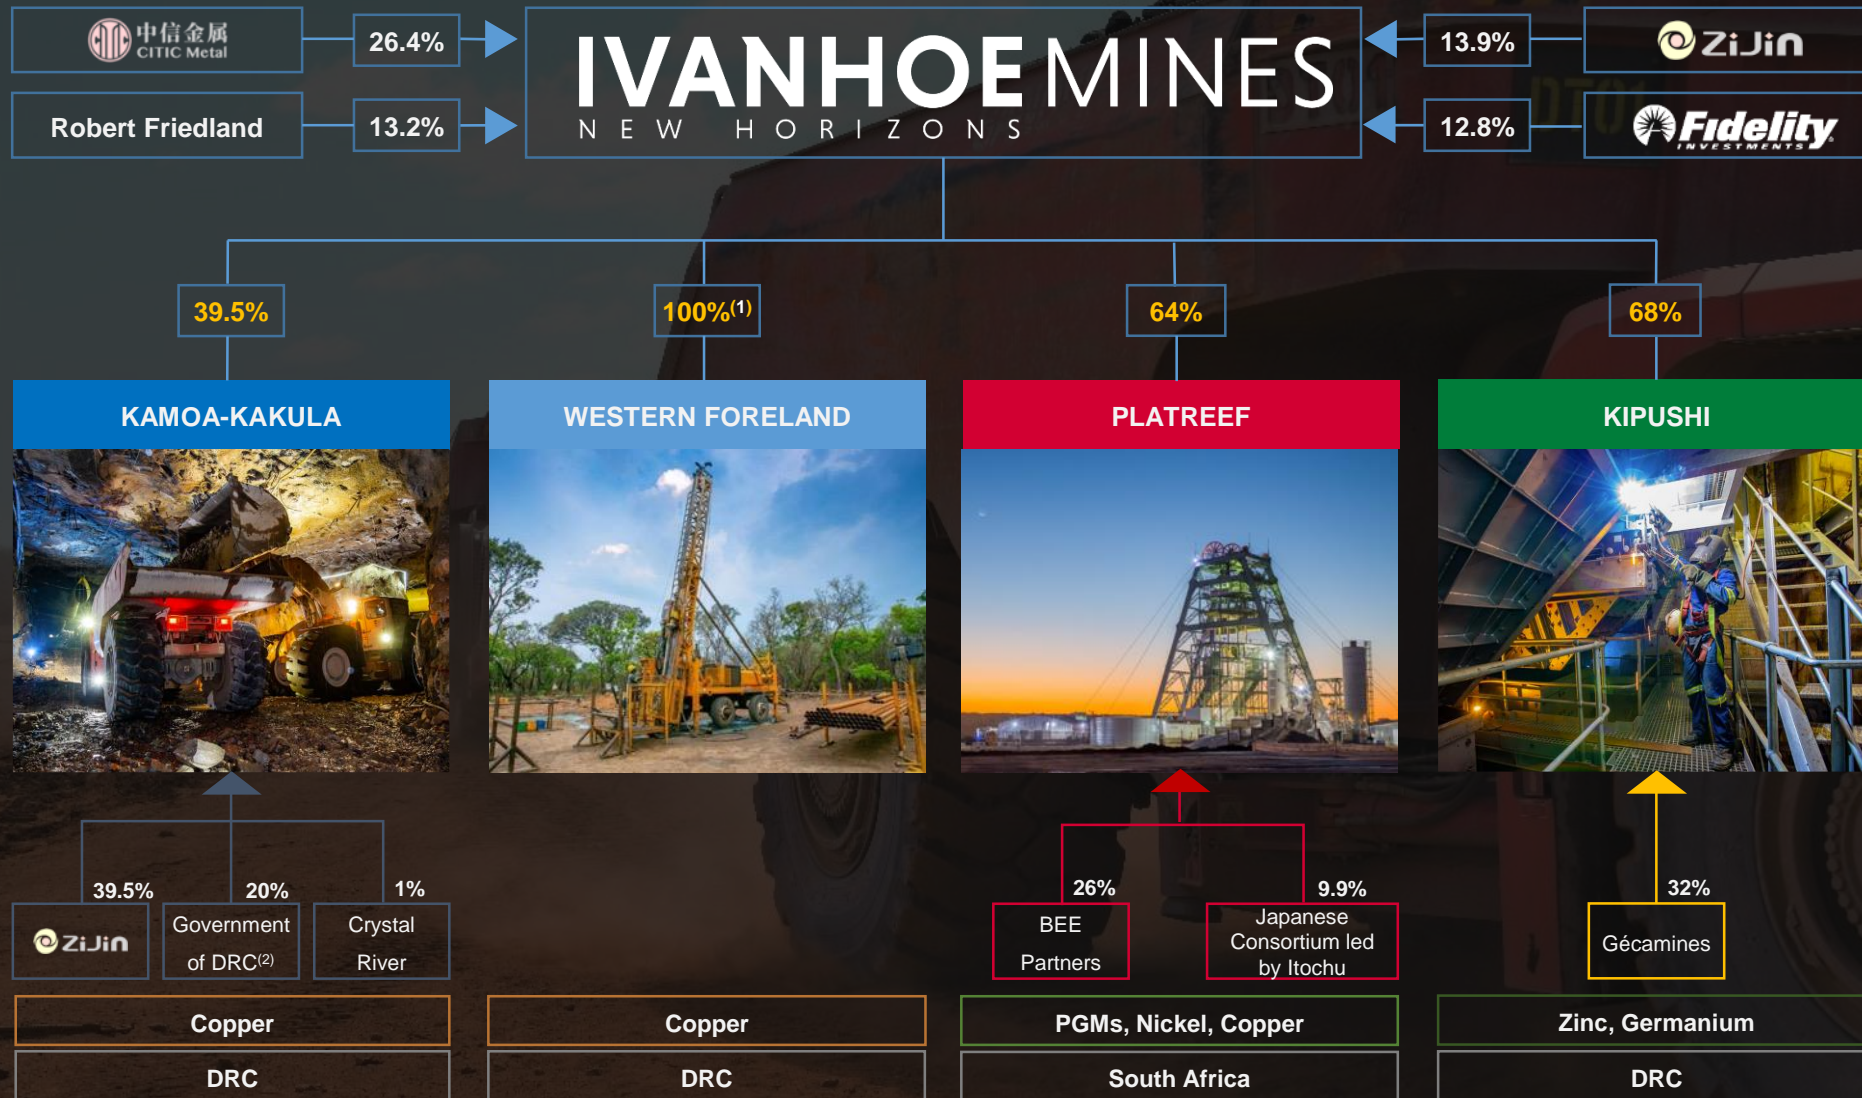 中信金属
CITIC Metal
26.4%
IVANHOE MINES
NEW HORIZONS
13.9%
ZiJin
Robert Friedland
13.2%
12.8%
Fidelity
INVESTMENTS
DT01
39.5%
100%(1)
64%
68%
KAMOA-KAKULA
WESTERN FORELAND
PLATREEF
KIPUSHI
39.5%
20%
1%
26%
9.9%
32%
ZiJin
Government
of DRC(2)
Crystal
River
BEE
Partners
Japanese
Consortium led
by Itochu
Gécamines
Copper
Copper
PGMs, Nickel, Copper
Zinc, Germanium
DRC
DRC
South Africa
DRC